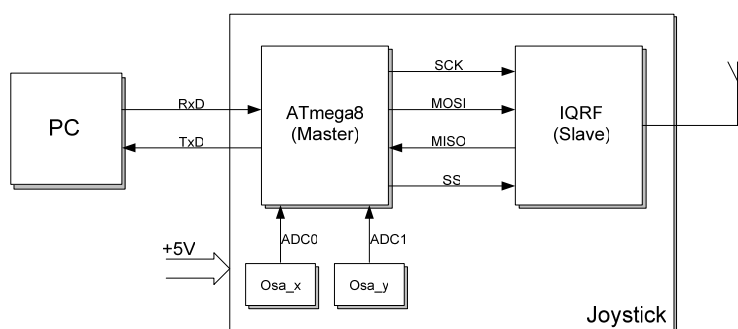 PC
RxD
TxD
ATmega8
(Master)
SCK
MOSI
MISO
SS
IQRF
(Slave)
ADC0
ADC1
+5V
Osa_x
Osa_y
Joystick